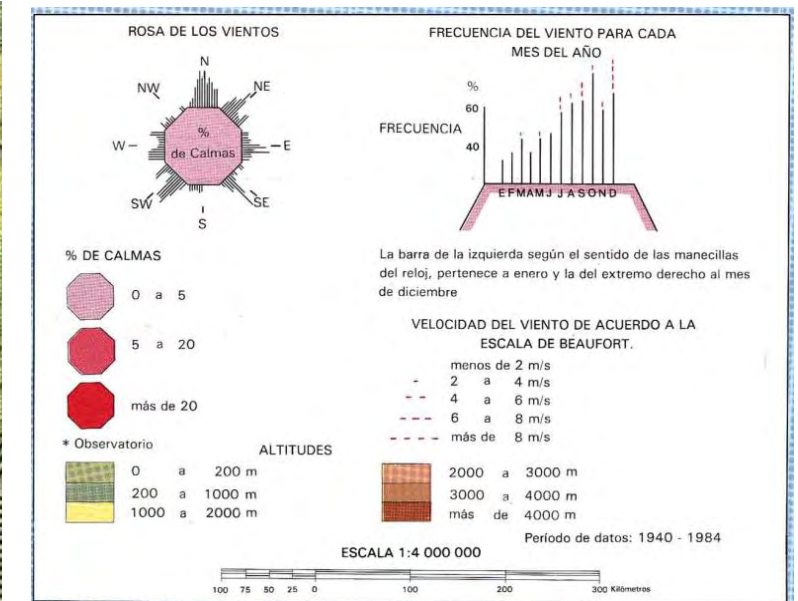 ROSA DE LOS VIENTOS
N
NW
NE
W
%
de Calmas
E
SW
SE
S
FRECUENCIA DEL VIENTO PARA CADA
MES DEL AÑO
%
60
FRECUENCIA
40
EFMAMJJASOND
La barra de la izquierda según el sentido de las manecillas
del reloj, pertenece a enero y la del extremo derecho al mes
de diciembre
% DE CALMAS
0 a 5
5 a 20
más de 20
* Observatorio
VELOCIDAD DEL VIENTO DE ACUERDO A LA
ESCALA DE BEAUFORT.
menos de 2 m/s
2 a 4 m/s
4 a 6 m/s
6 a 8 m/s
más de 8 m/s
ALTITUDES
0 a 200 m
200 a 1000 m
1000 a 2000 m
2000 a 3000 m
3000 a 4000 m
más de 4000 m
Período de datos: 1940 - 1984
ESCALA 1:4 000 000
100 75 50 25 0 100 200 300 Kilómetros